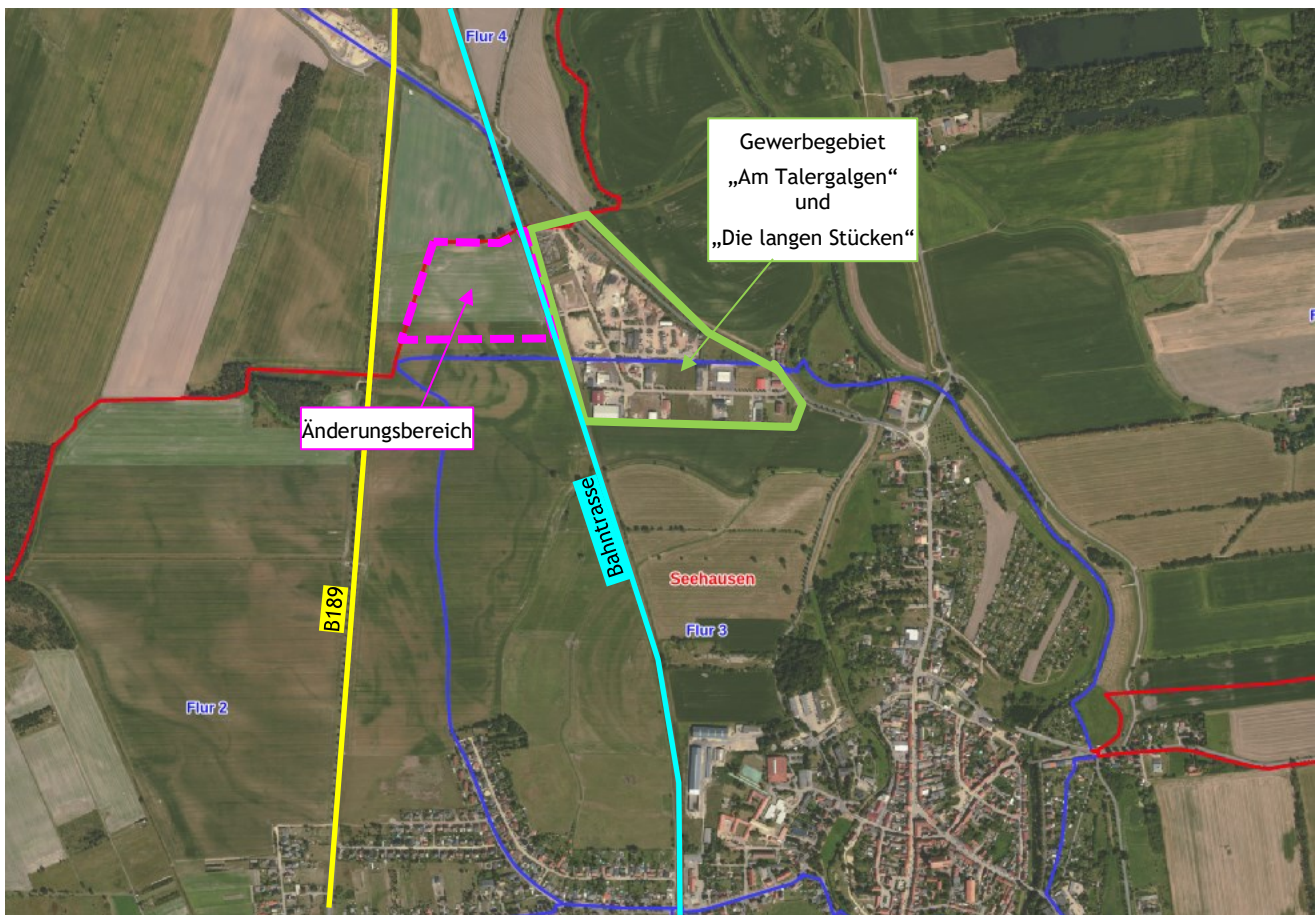 Flur 4
Gewerbegebiet
„Am Talergalgen“
und
„Die langen Stücken“
Änderungsbereich
Bahntrasse
Seehausen
B189
Flur 3
Flur 2